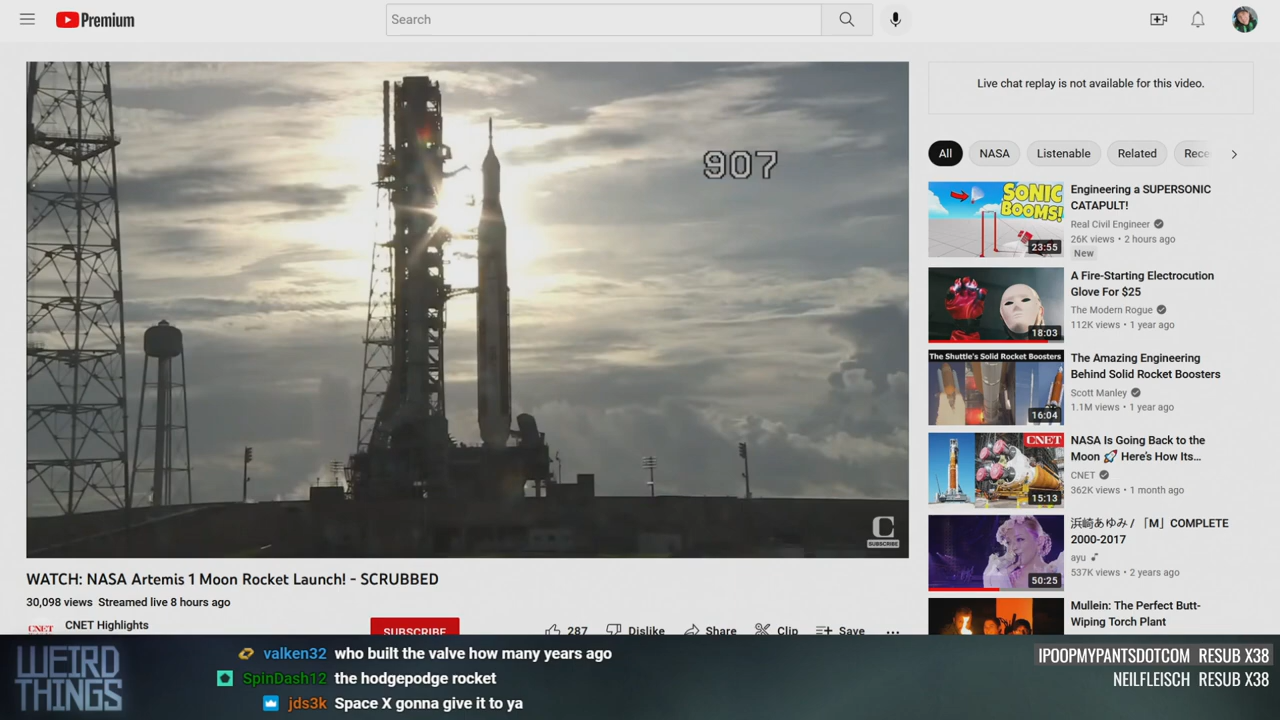 Premium
Search
907
SUBSCRIBE
WATCH: NASA Artemis 1 Moon Rocket Launch! - SCRUBBED
30,098 views Streamed live 8 hours ago
CNET
CNET Highlights
SUBSCRIBE
287
Dislike
Share
Clip
Save
Live chat replay is not available for this video.
All
NASA
Listenable
Related
Rece
SONIC
BOOMS!
23:55
Engineering a SUPERSONIC
CATAPULT!
Real Civil Engineer
26K views • 2 hours ago
New
18:03
A Fire-Starting Electrocution
Glove For $25
The Modern Rogue
112K views • 1 year ago
The Shuttle's Solid Rocket Boosters
16:04
The Amazing Engineering
Behind Solid Rocket Boosters
Scott Manley
1.1M views • 1 year ago
CNET
15:13
NASA Is Going Back to the
Moon 🚀 Here's How Its...
CNET
362K views • 1 month ago
50:25
浜崎あゆみ / 「M」COMPLETE
2000-2017
ayu
537K views • 2 years ago
Mullein: The Perfect Butt-
Wiping Torch Plant
WEIRD
THINGS
valken32 who built the valve how many years ago
SpinDash12 the hodgepodge rocket
jds3k Space X gonna give it to ya
IPOOPMYPANTSDOTCOM RESUB X38
NEILFLEISCH RESUB X38